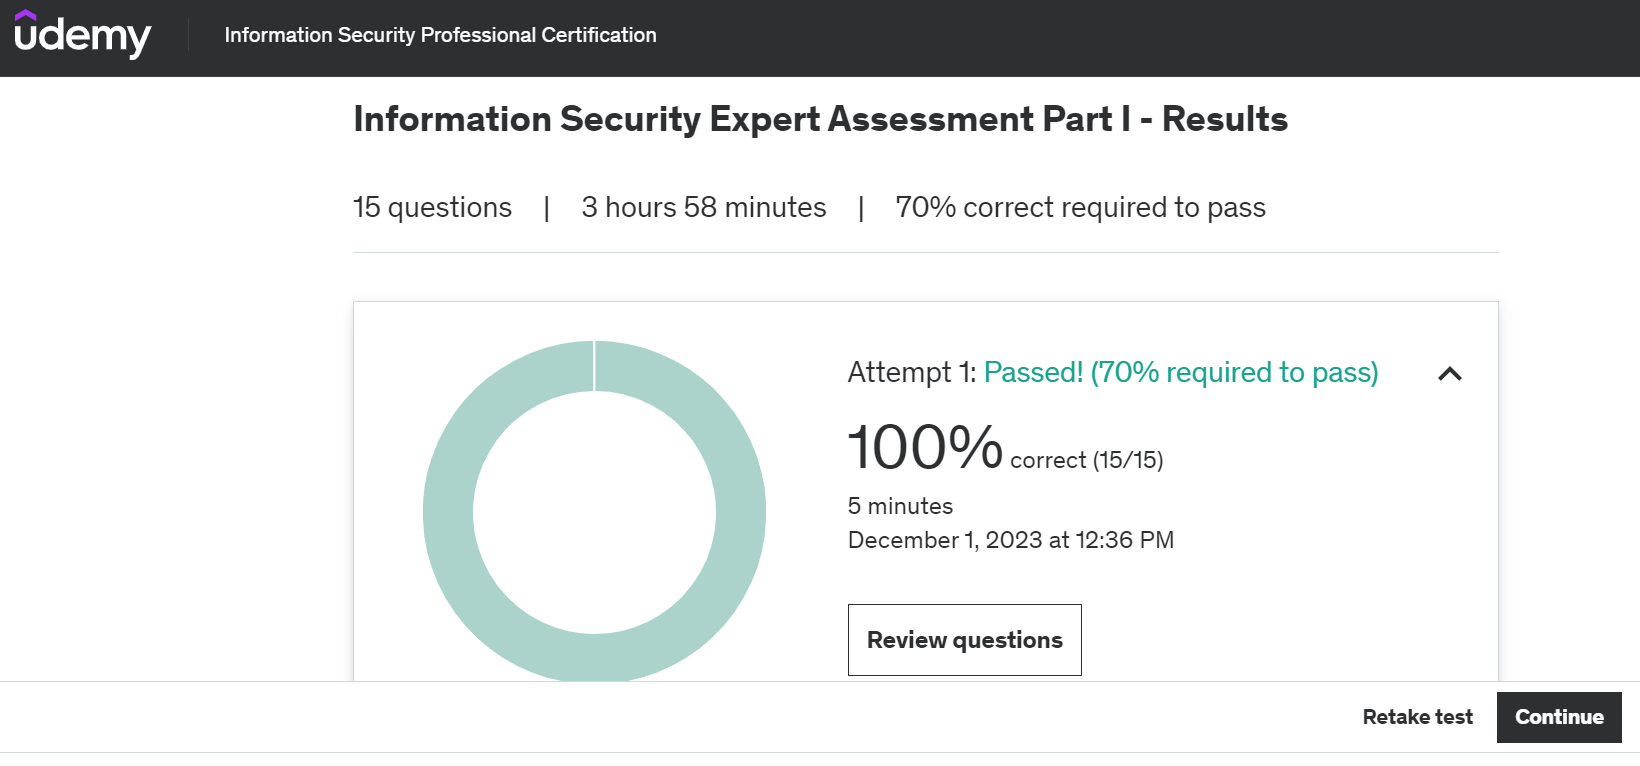 udemy
Information Security Professional Certification
Information Security Expert Assessment Part I - Results
15 questions | 3 hours 58 minutes | 70% correct required to pass
Attempt 1: Passed! (70% required to pass)
100% correct (15/15)
5 minutes
December 1, 2023 at 12:36 PM
Review questions
Retake test
Continue